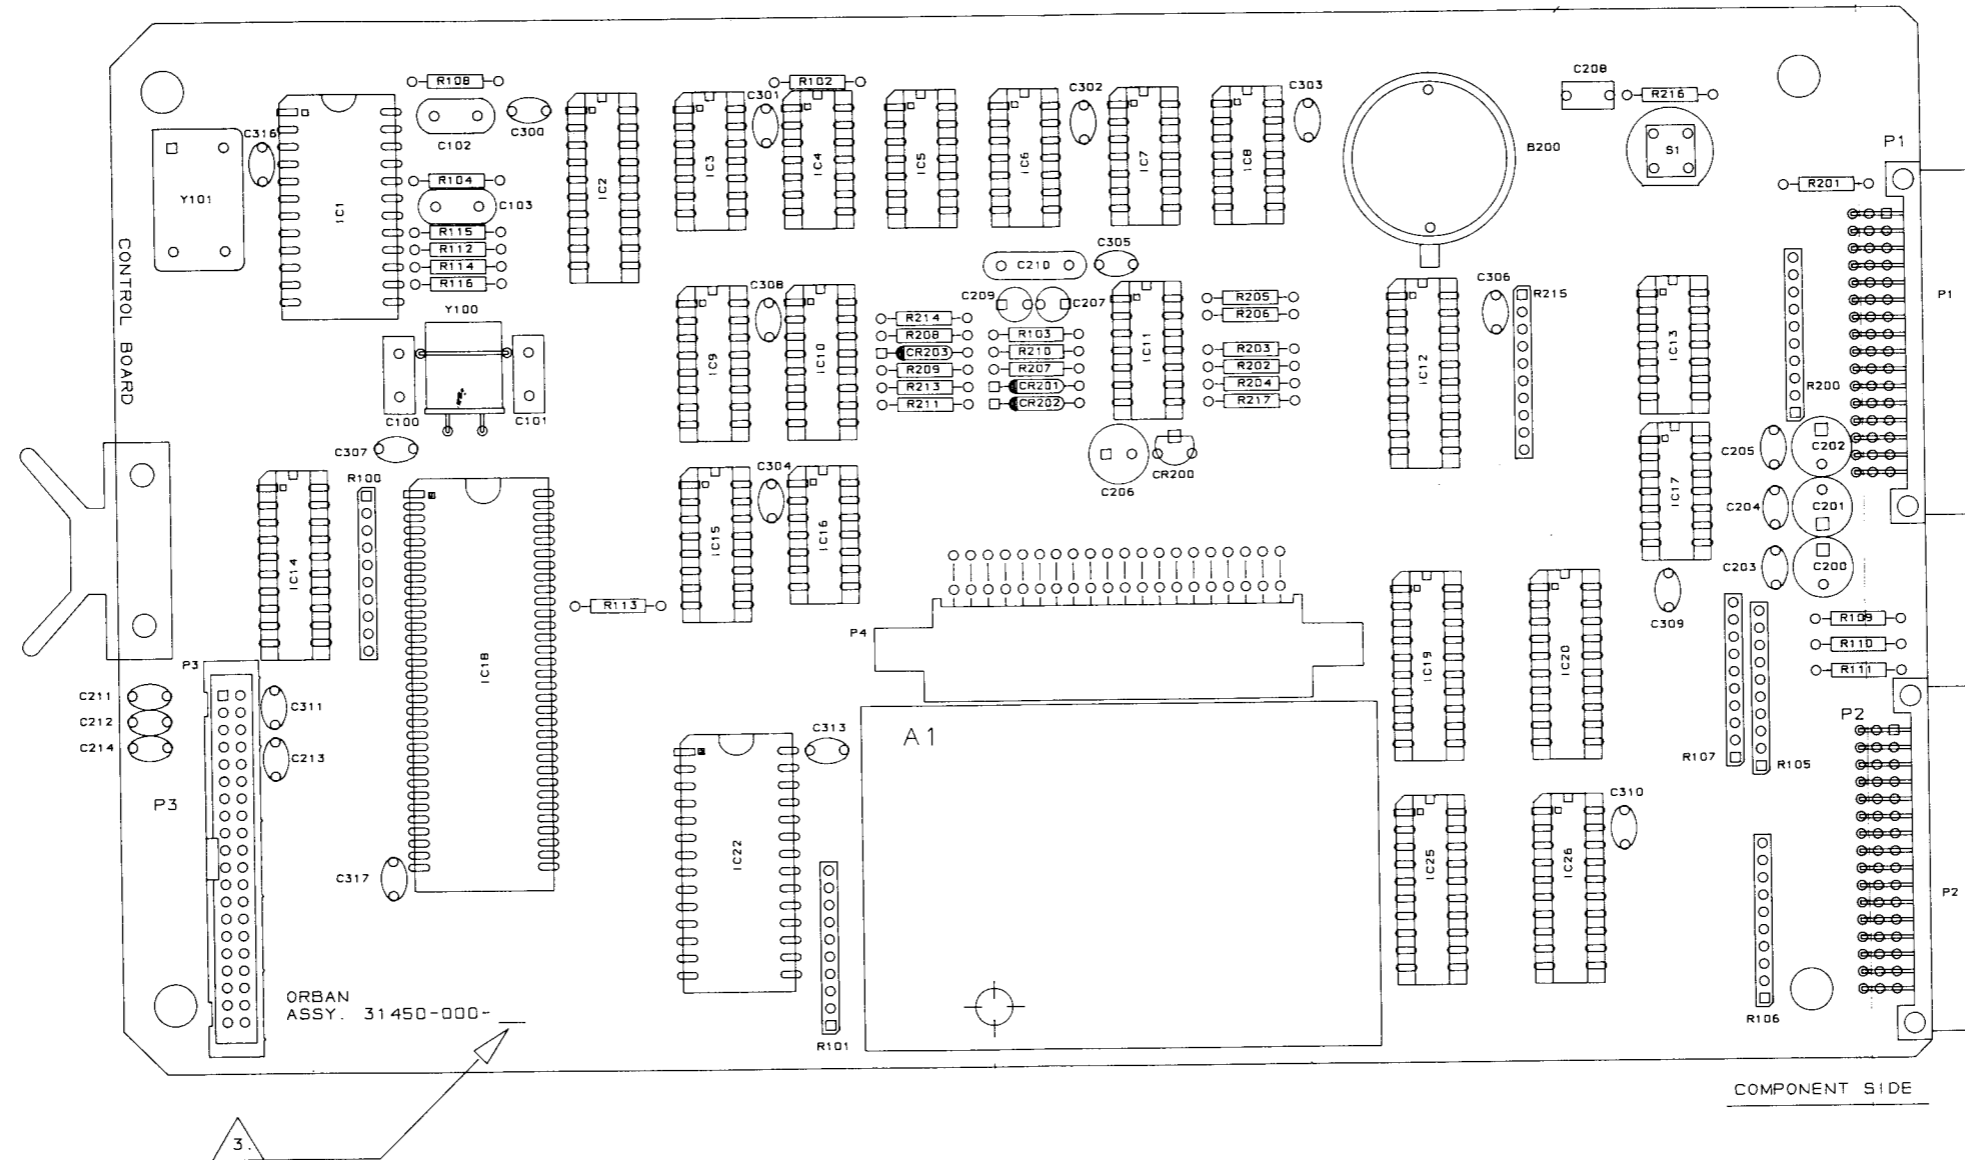 R108
R102
C208
R216
C301
C302
C303
C316
C300
C102
P1
IC1
IC2
IC3
IC4
IC5
IC6
IC7
IC8
B200
S1
R104
R201
Y101
C103
R115
R112
R114
R116
CONTROL BOARD
C305
C210
C308
C306
Y100
C209
C207
R205
R206
R215
P1
R214
R208
CR203
R209
R213
R211
R103
R210
R207
CR201
CR202
R203
R202
R204
R217
IC9
IC10
IC11
IC12
IC13
R200
C100
C101
C307
C206
CR200
C205
C202
R100
C304
IC17
C204
C201
IC14
IC15
IC16
C203
C200
R113
P4
C309
R109
R110
R111
P3
IC18
IC19
IC20
C211
C212
C214
C311
C213
C313
A1
P2
R107
R105
P3
C310
IC22
C317
IC25
IC26
P2
R101
R106
ORBAN
ASSY. 31450-000-__
COMPONENT SIDE
3.